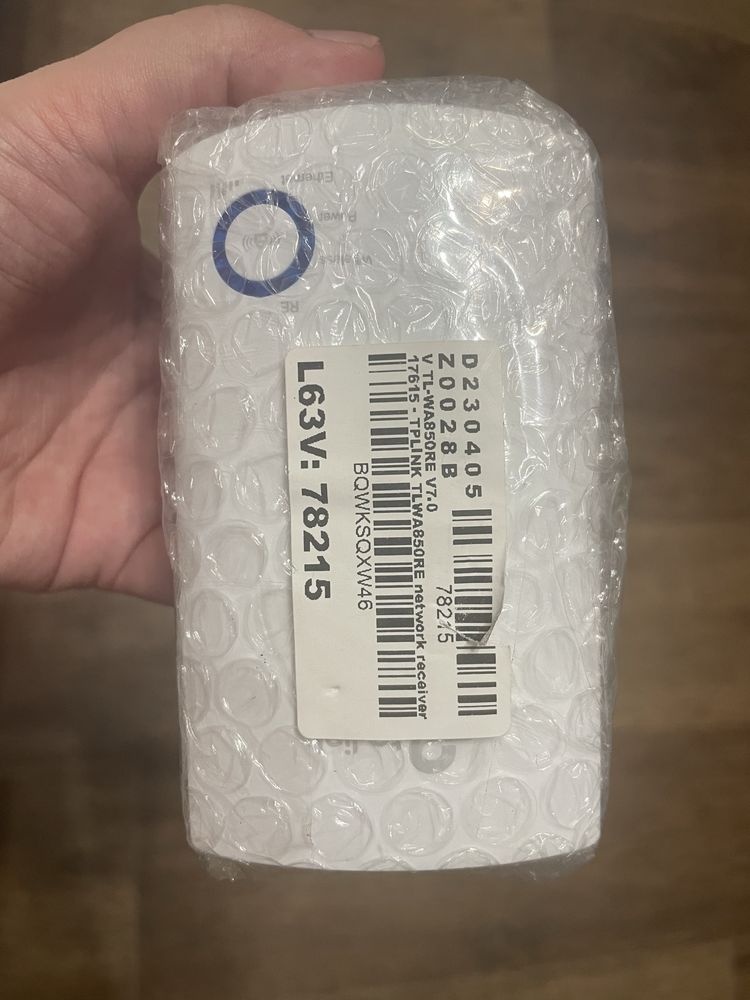 Ethernet
Power
Wireless
RE
D230405
Z0028B
78215
V TL-WA850RE V7.0
17615 - TPLINK TLWA850RE network receiver
BQWKSQXW46
L63V: 78215